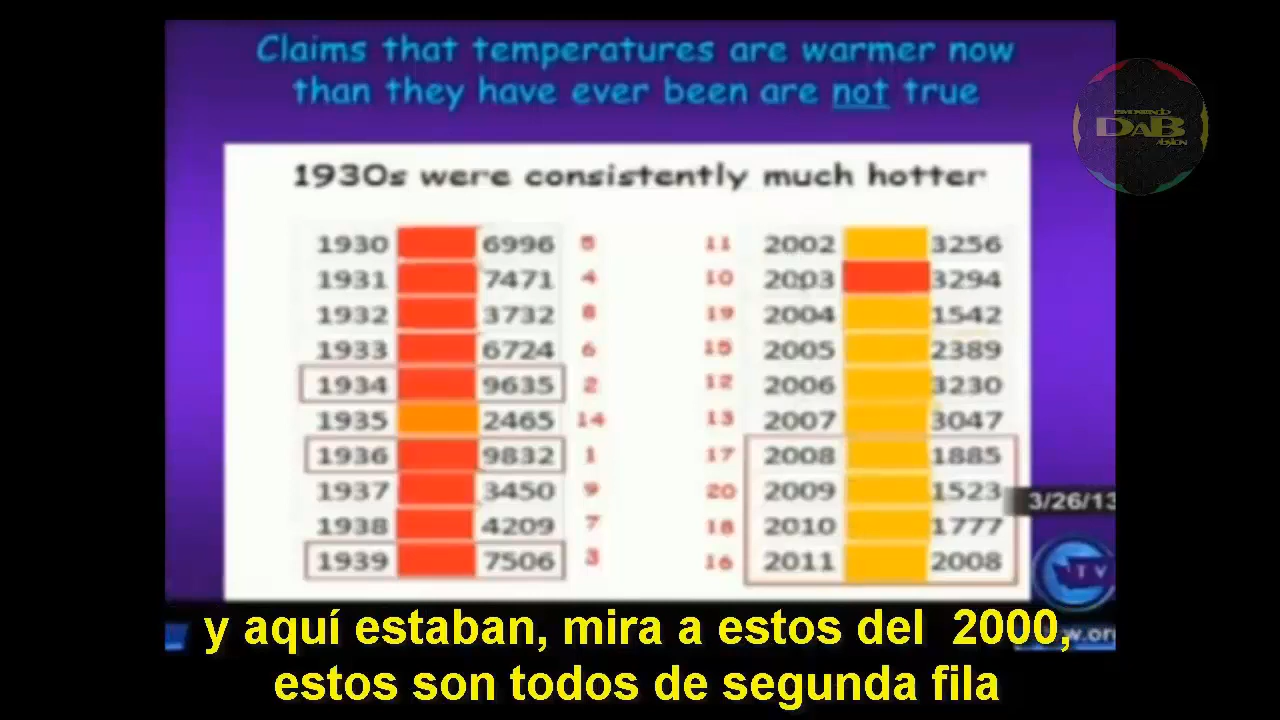 Claims that temperatures are warmer now
than they have ever been are not true
DAB
1930s were consistently much hotter
1930 6996 5 11 2002 3256
1931 7471 4 10 2003 3294
1932 3732 8 19 2004 1542
1933 6724 6 15 2005 2389
1934 9635 2 12 2006 3230
1935 2465 14 13 2007 3047
1936 9832 1 17 2008 1885
1937 3450 9 20 2009 1523
3/26/13
1938 4209 7 18 2010 1777
1939 7506 3 16 2011 2008
TV
y aquí estaban, mira a estos del 2000,
estos son todos de segunda fila